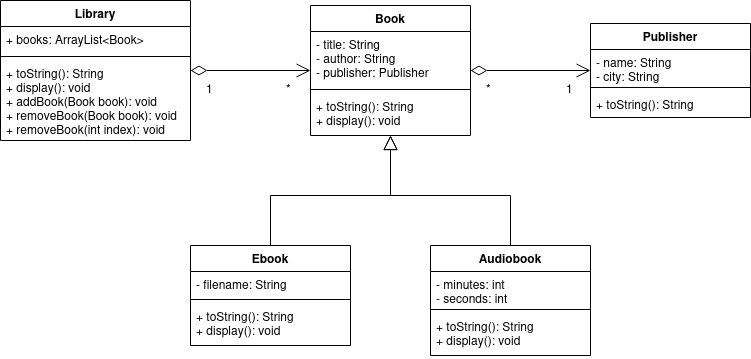 Library
+ books: ArrayList<Book>
+ toString(): String
+ display(): void
+ addBook(Book book): void
+ removeBook(Book book): void
+ removeBook(int index): void
1
*
Book
- title: String
- author: String
- publisher: Publisher
+ toString(): String
+ display(): void
*
1
Publisher
- name: String
- city: String
+ toString(): String
Ebook
- filename: String
+ toString(): String
+ display(): void
Audiobook
- minutes: int
- seconds: int
+ toString(): String
+ display(): void